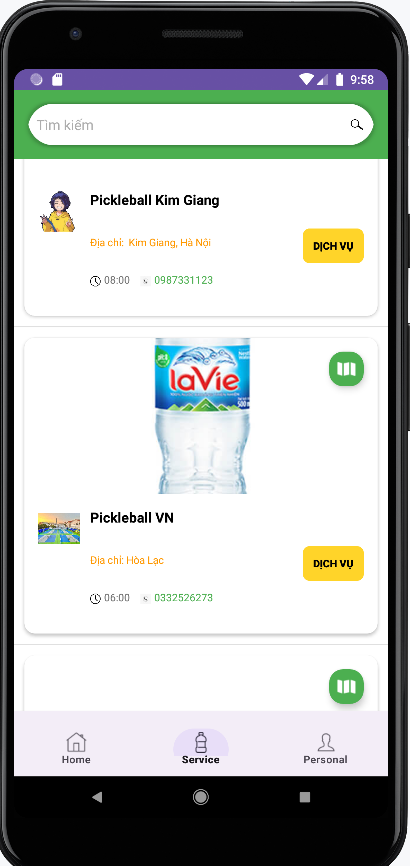 9:58
Tìm kiếm
Pickleball Kim Giang
Địa chỉ: Kim Giang, Hà Nội
DỊCH VỤ
08:00 0987331123
laVie
Pickleball VN
Địa chỉ: Hòa Lạc
DỊCH VỤ
06:00 0332526273
Home
Service
Personal